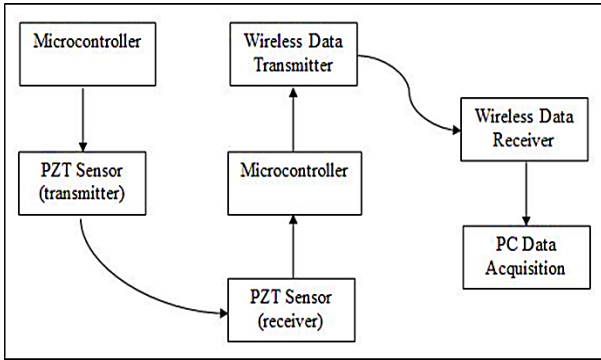 Microcontroller
PZT Sensor
(transmitter)
PZT Sensor
(receiver)
Microcontroller
Wireless Data
Transmitter
Wireless Data
Receiver
PC Data
Acquisition